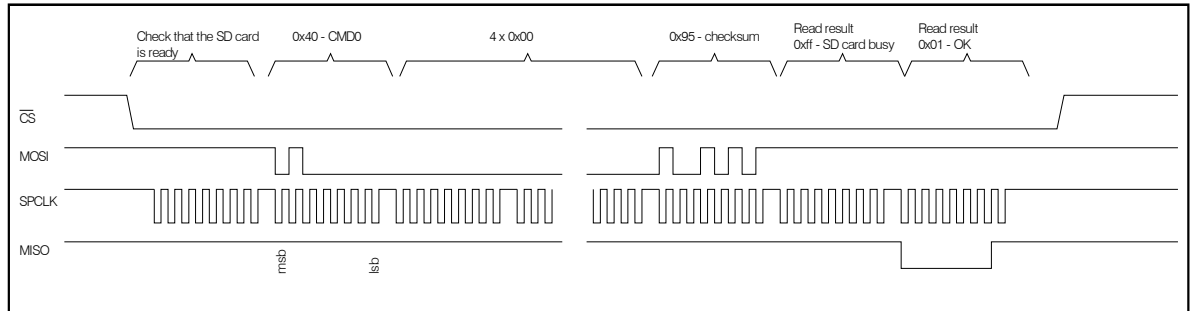 Check that the SD card
is ready
0x40 - CMD0
4 x 0x00
0x95 - checksum
Read result
0xff - SD card busy
Read result
0x01 - OK
CS
MOSI
SPCLK
MISO
msb
lsb